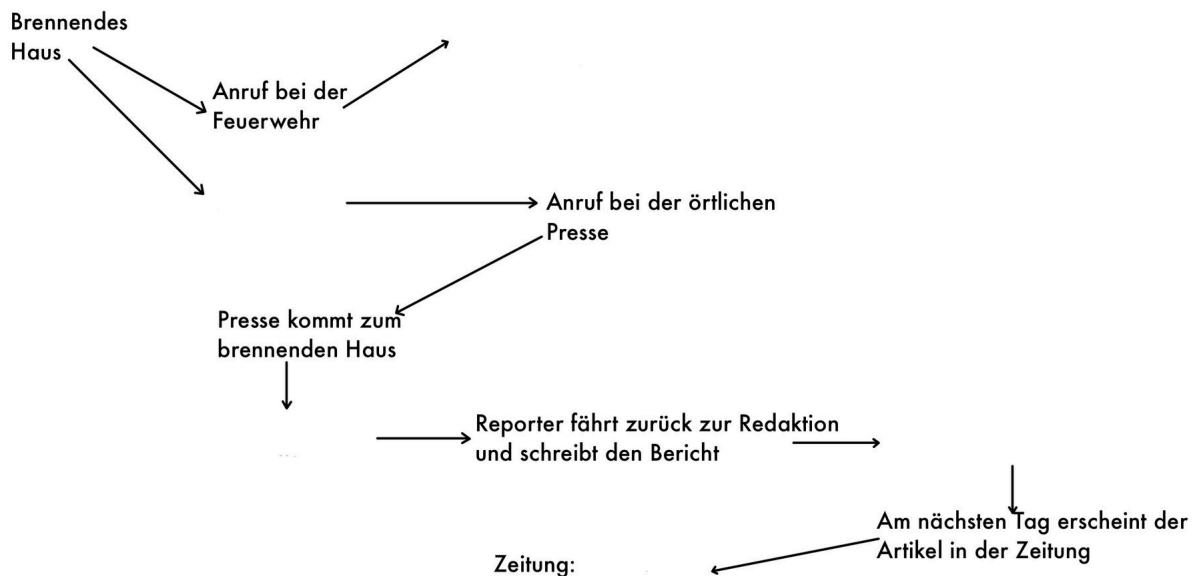 Brennendes
Haus
Anruf bei der
Feuerwehr
Anruf bei der örtlichen
Presse
Presse kommt zum
brennenden Haus
Reporter fährt zurück zur Redaktion
und schreibt den Bericht
Am nächsten Tag erscheint der
Artikel in der Zeitung
Zeitung: